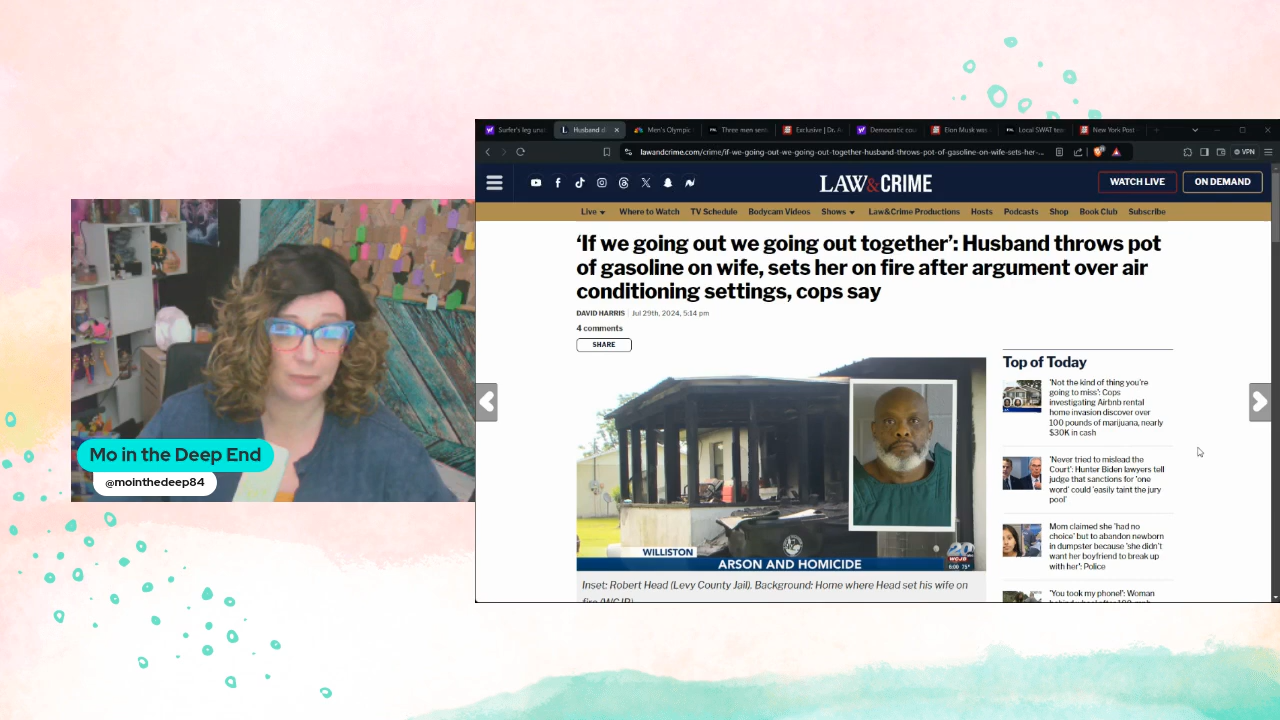 Surfer's leg
Husband
Men's Olympic
Three men
Exclusive | Dr.
Democratic
Elon Musk was
Local SWAT
New York Post
lawandcrime.com/crime/if-we-going-out-we-going-out-together-husband-throws-pot-of-gasoline-on-wife-sets-her-...
VPN
LAW&CRIME
WATCH LIVE
ON DEMAND
Live
Where to Watch
TV Schedule
Bodycam Videos
Shows
Law&Crime Productions
Hosts
Podcasts
Shop
Book Club
Subscribe
‘If we going out we going out together’: Husband throws pot
of gasoline on wife, sets her on fire after argument over air
conditioning settings, cops say
DAVID HARRIS | Jul 29th, 2024, 5:14 pm
4 comments
SHARE
WILLISTON
ARSON AND HOMICIDE
20
WCJB
6:00 75°
Inset: Robert Head (Levy County Jail). Background: Home where Head set his wife on
fire (WCJB)
Top of Today
'Not the kind of thing you're
going to miss': Cops
investigating Airbnb rental
home invasion discover over
100 pounds of marijuana, nearly
$30K in cash
'Never tried to mislead the
Court': Hunter Biden lawyers tell
judge that sanctions for 'one
word' could 'easily taint the jury
pool'
Mom claimed she 'had no
choice' but to abandon newborn
in dumpster because 'she didn't
want her boyfriend to break up
with her': Police
'You took my phone!': Woman
Mo in the Deep End
@mointhedeep84